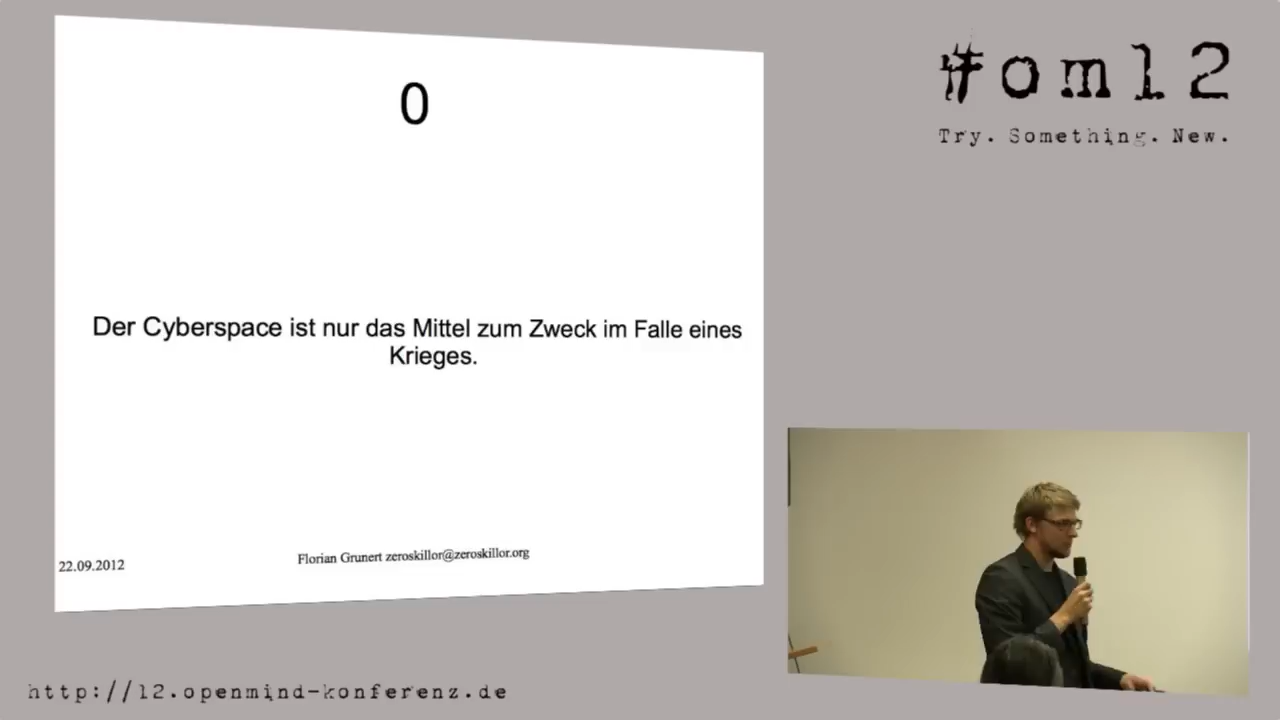 #om12
Try. Something. New.
0
Der Cyberspace ist nur das Mittel zum Zweck im Falle eines
Krieges.
22.09.2012
Florian Grunert zeroskillor@zeroskillor.org
http://12.openmind-konferenz.de